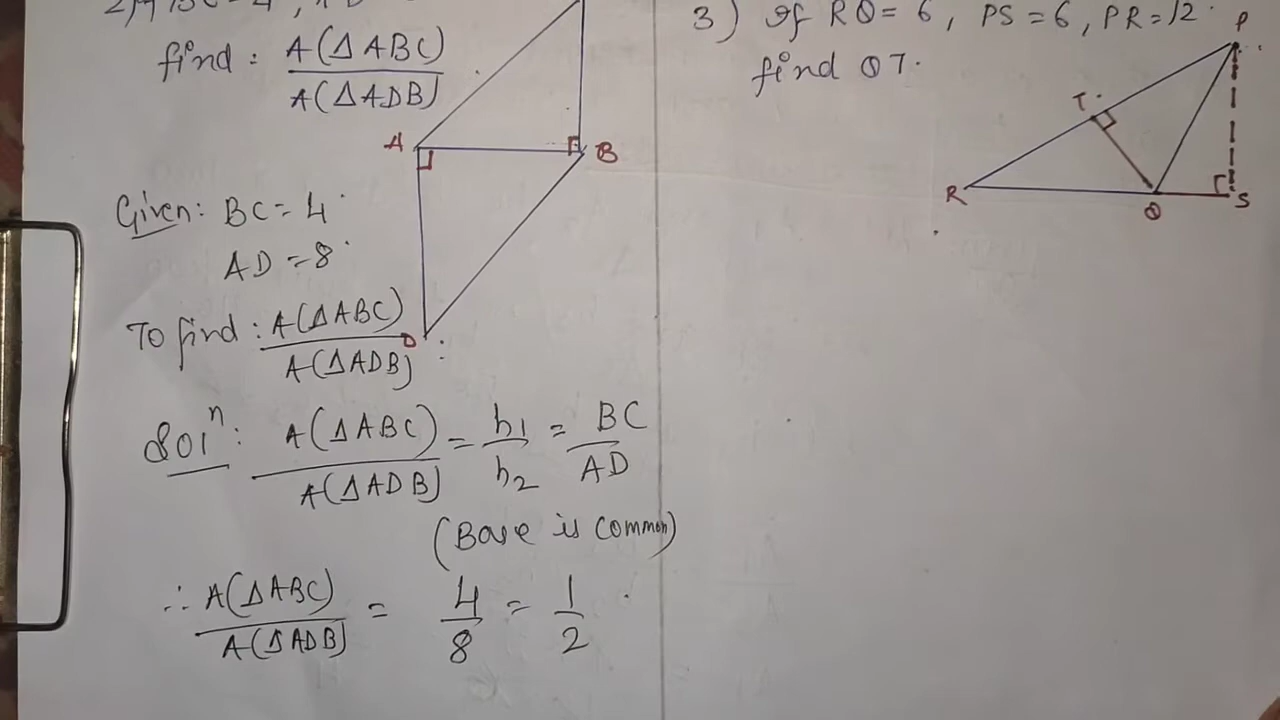 find : A(△ABC)
A(△ADB)
A
B
Given: BC = 4
AD = 8
To find : A(△ABC)
A(△ADB)
D
Solⁿ: A(△ABC) = h1 = BC
A(△ADB) h2 AD
(Base is common)
∴ A(△ABC) = 4 = 1
A(△ADB) 8 2
3) If RQ = 6, PS = 6, PR = 12
find QT.
P
T
R
Q
S